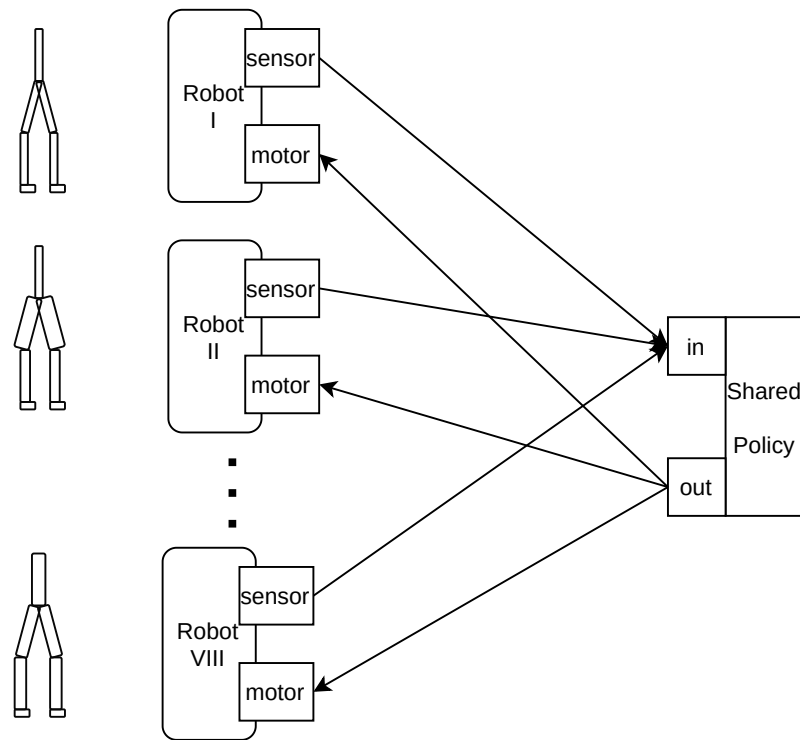 sensor
Robot
I
motor
sensor
Robot
II
motor
in
Shared
Policy
out
sensor
Robot
VIII
motor